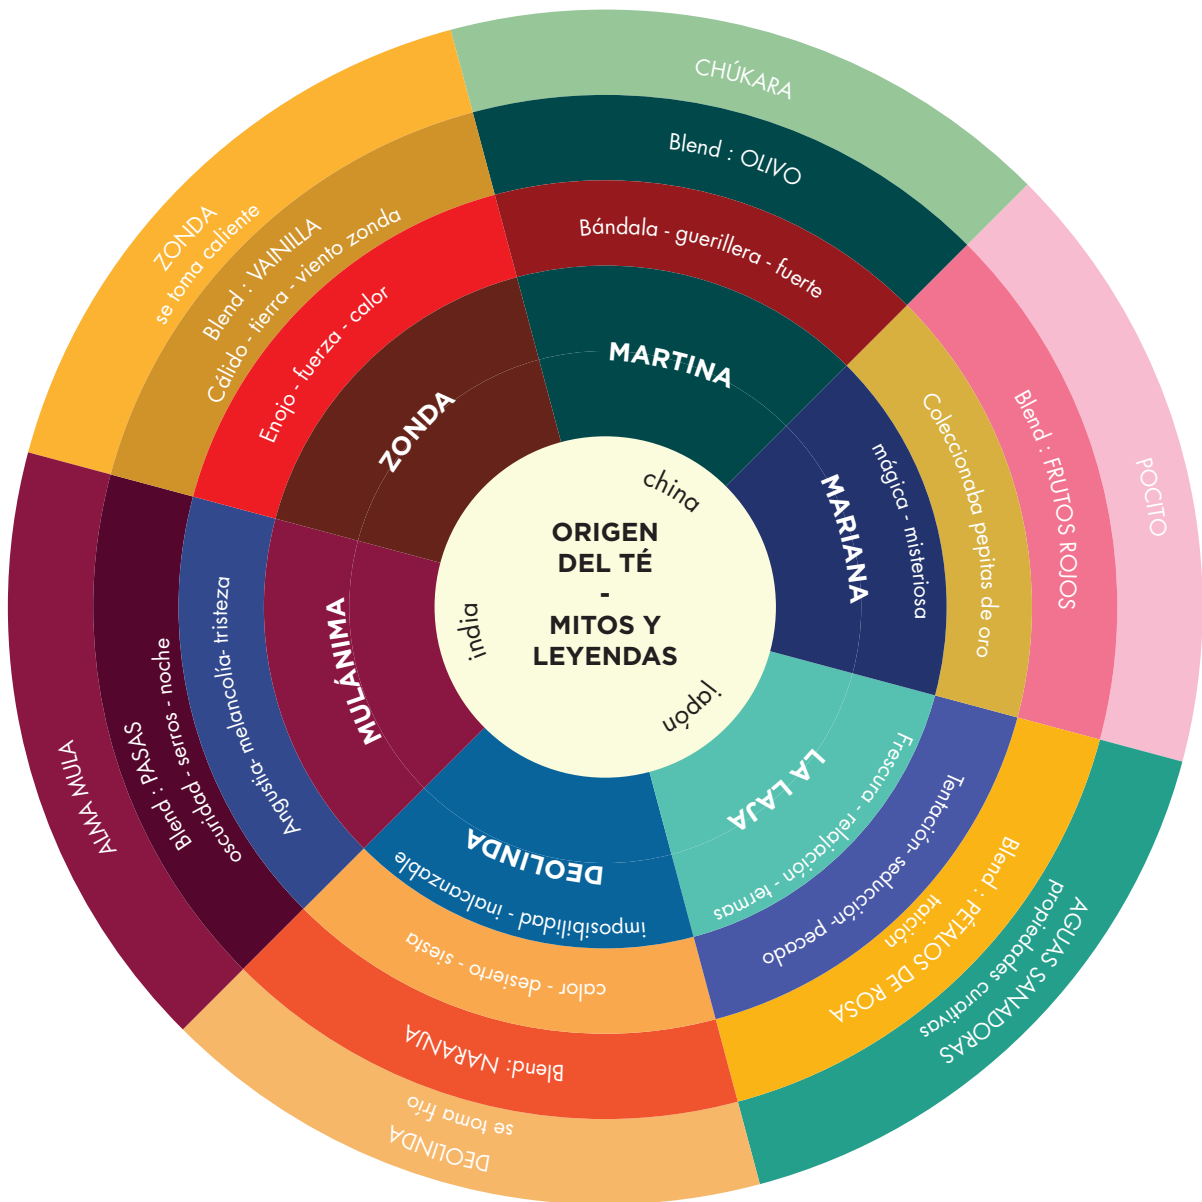 ORIGEN
DEL TÉ
-
MITOS Y
LEYENDAS
china
japón
india
CHÚKARA
Blend : OLIVO
Bándala - guerillera - fuerte
MARTINA
POCITO
Blend : FRUTOS ROJOS
Coleccionaba pepitas de oro
mágica - misteriosa
MARIANA
AGUAS SANADORAS
propiedades curativas
Blend : PÉTALOS DE ROSA
traición
Tentación- seducción- pecado
Frescura - relajación - termas
LA LAJA
DEOLINDA
se toma frío
Blend: NARANJA
calor - desierto - siesta
imposibilidad - inalcanzable
DEOLINDA
ALMA MULA
Blend : PASAS
oscuridad - serros - noche
Angustia- melancolía- tristeza
MULÁNIMA
ZONDA
se toma caliente
Blend : VAINILLA
Cálido - tierra - viento zonda
Enojo - fuerza - calor
ZONDA